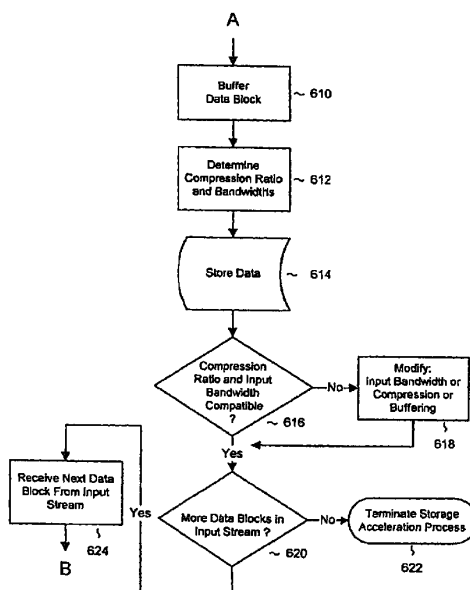 A
Buffer
Data Block
610
Determine
Compression Ratio
and Bandwidths
612
Store Data
614
Compression
Ratio and Input
Bandwidth
Compatible
?
616
No
Modify:
Input Bandwidth or
Compression or
Buffering
618
Yes
Receive Next Data
Block From Input
Stream
624
B
Yes
More Data Blocks in
Input Stream ?
620
No
Terminate Storage
Acceleration Process
622